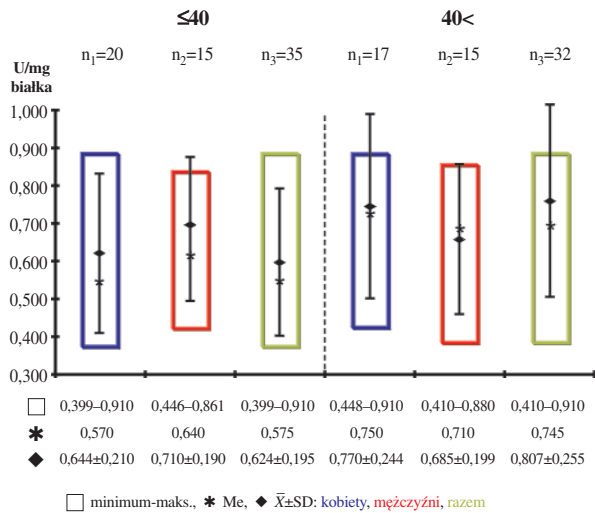 ≤40 40<
n₁=20 n₂=15 n₃=35 n₁=17 n₂=15 n₃=32
U/mg
białka
1,000
0,900
0,800
0,700
0,600
0,500
0,400
0,300
0,399–0,910 0,446–0,861 0,399–0,910 0,448–0,910 0,410–0,880 0,410–0,910
0,570 0,640 0,575 0,750 0,710 0,745
0,644±0,210 0,710±0,190 0,624±0,195 0,770±0,244 0,685±0,199 0,807±0,255
minimum-maks., ✱ Me, ◆ X̄±SD: kobiety, mężczyźni, razem